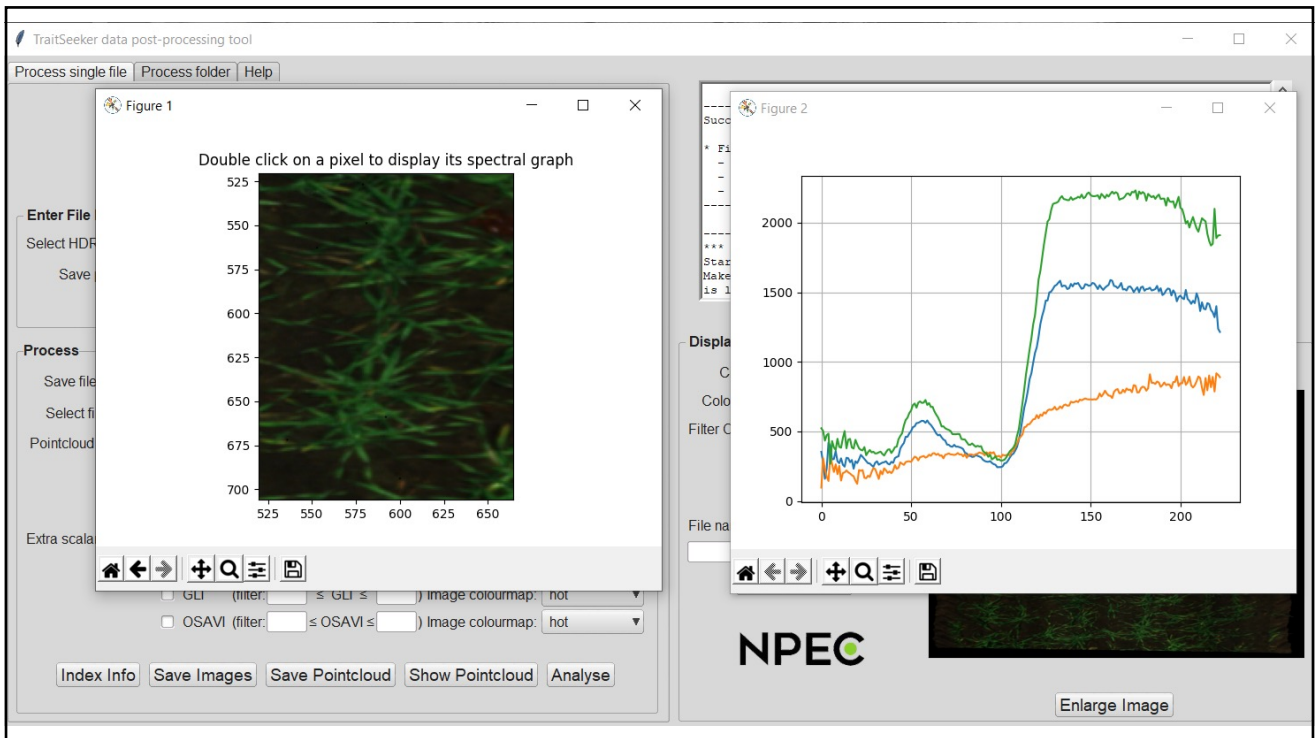 TraitSeeker data post-processing tool
Process single file Process folder Help
Figure 1
Double click on a pixel to display its spectral graph
525
550
575
600
625
650
675
700
525 550 575 600 625 650
Figure 2
2000
1500
1000
500
0
0 50 100 150 200
----
Succ
* Fi
-
-
----
----
***
Star
Make
is l
Enter File
Select HDR
Save
Process
Save file
Select fi
Pointcloud
Extra scala
GLI (filter: ≤ GLI ≤ ) Image colourmap: hot
OSAVI (filter: ≤ OSAVI ≤ ) Image colourmap: hot
Index Info Save Images Save Pointcloud Show Pointcloud Analyse
Displa
C
Colo
Filter C
File na
NPEC
Enlarge Image